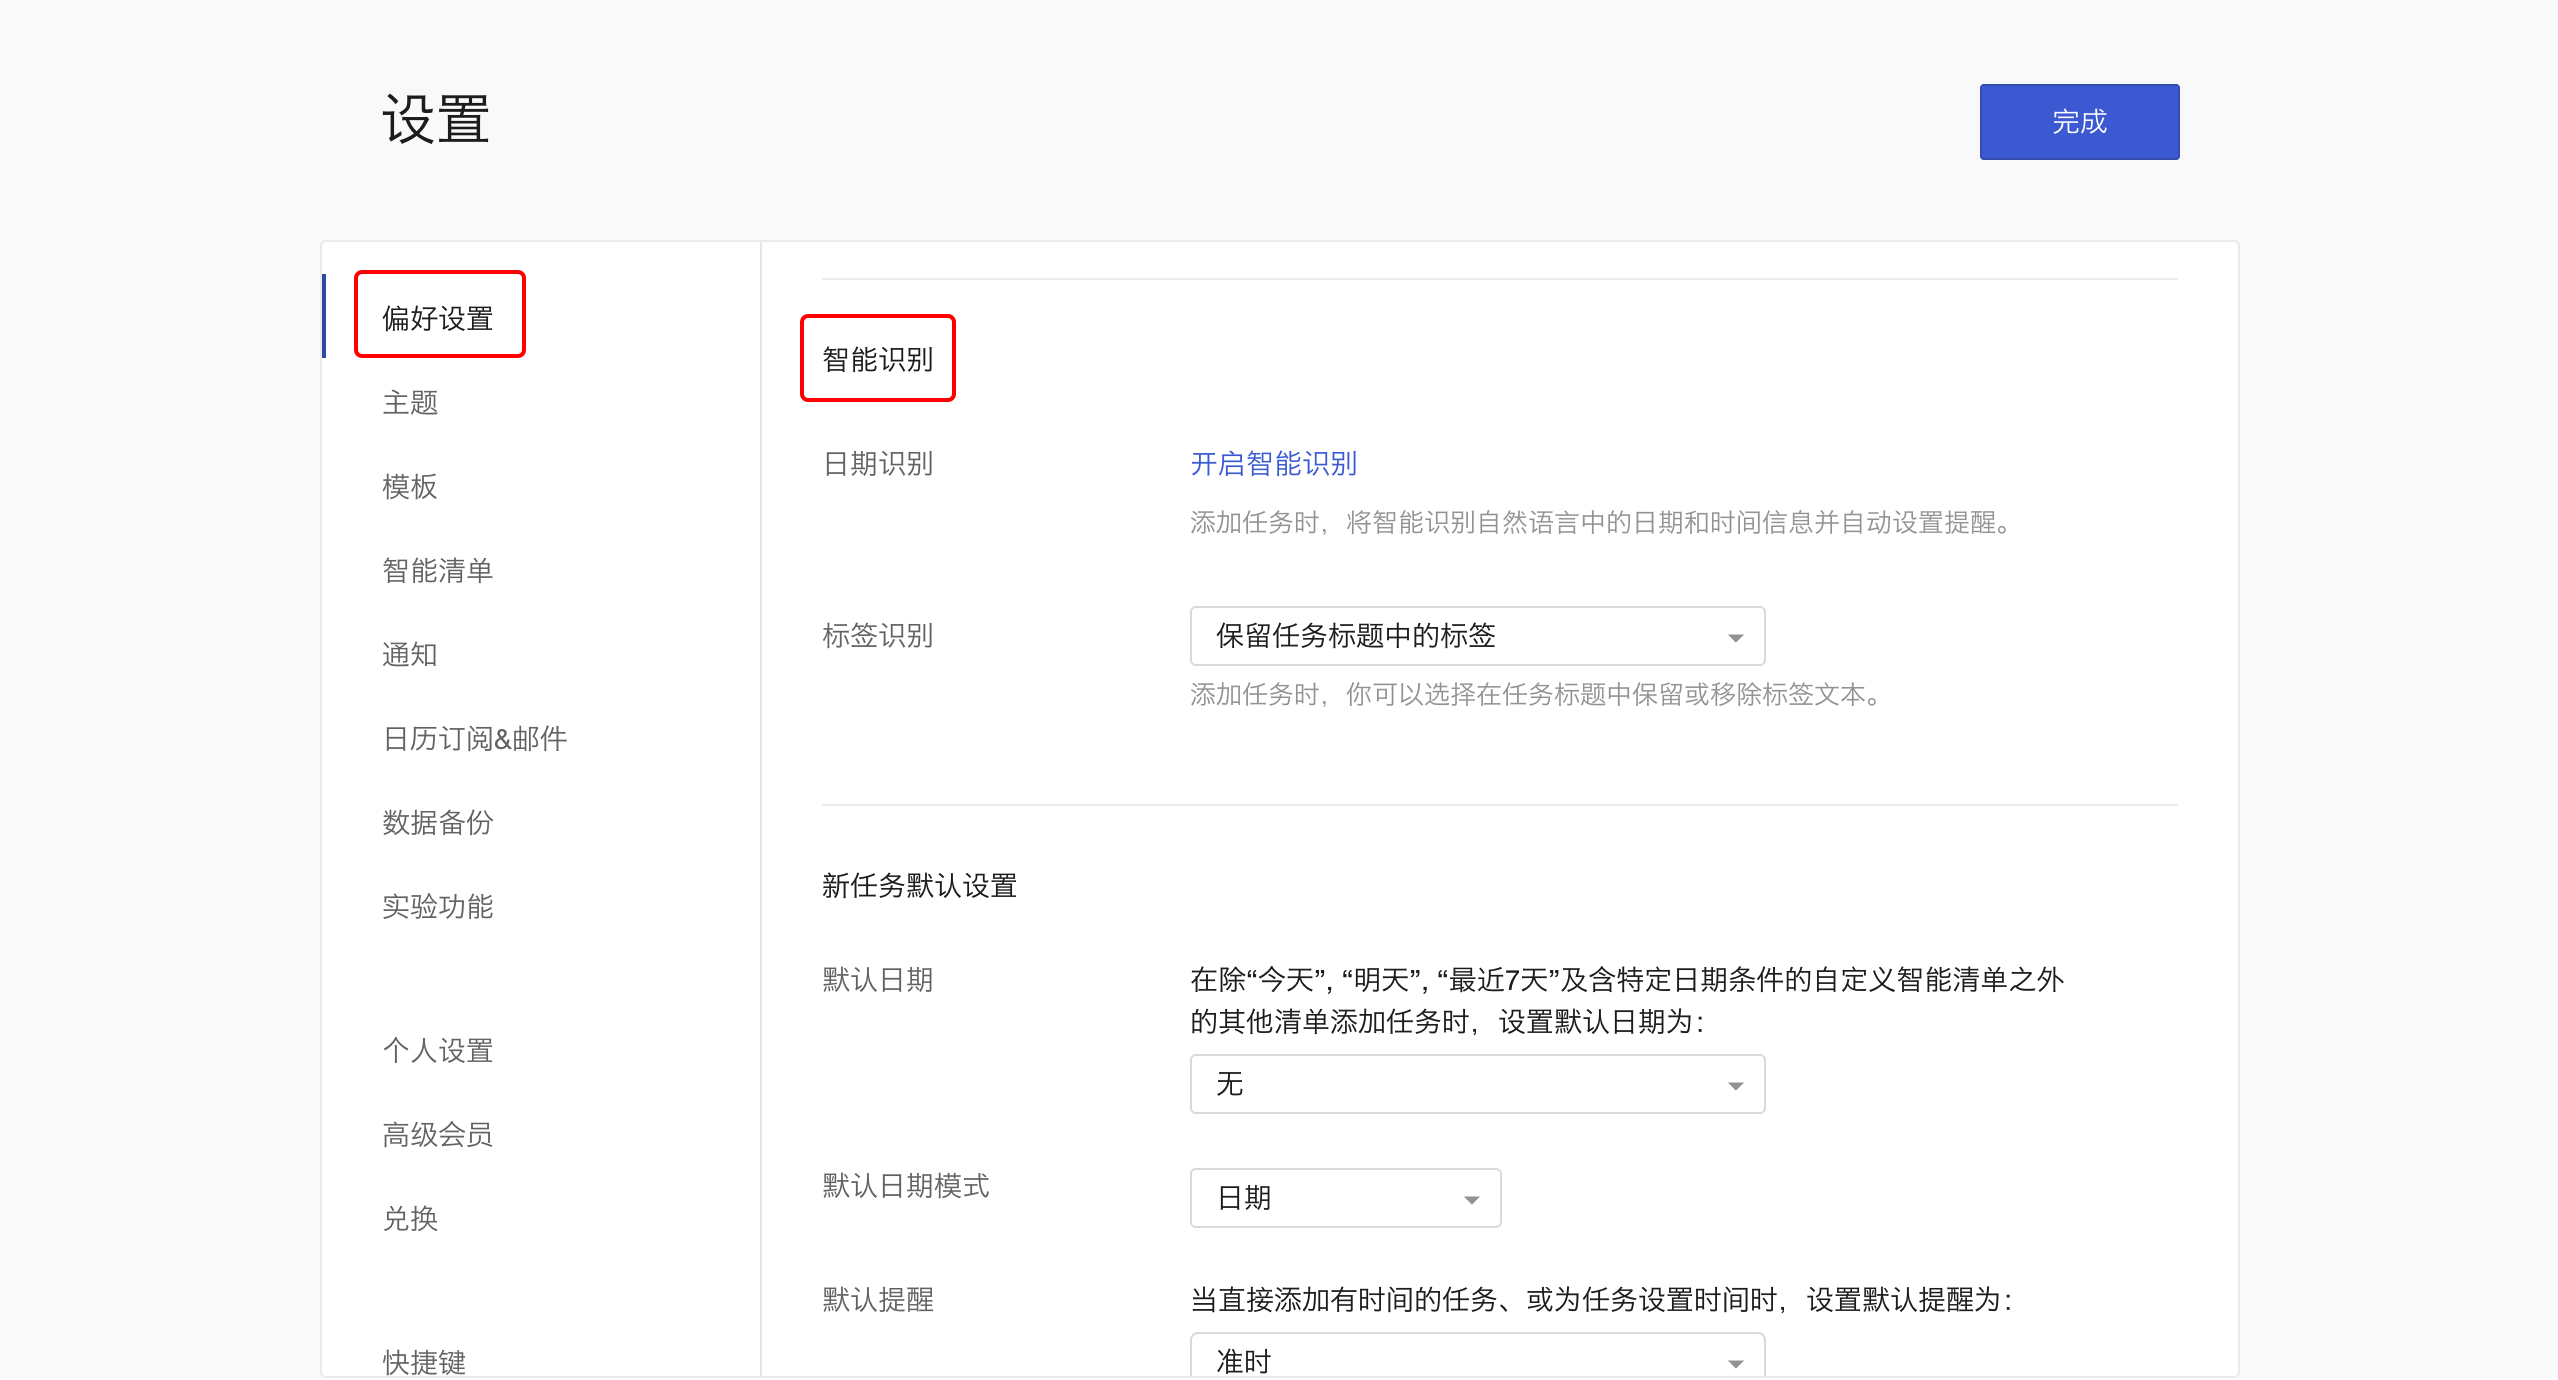 设置
完成
偏好设置
主题
模板
智能清单
通知
日历订阅&邮件
数据备份
实验功能
个人设置
高级会员
兑换
快捷键
智能识别
日期识别
开启智能识别
添加任务时，将智能识别自然语言中的日期和时间信息并自动设置提醒。
标签识别
保留任务标题中的标签
添加任务时，你可以选择在任务标题中保留或移除标签文本。
新任务默认设置
默认日期
在除“今天”, “明天”, “最近7天”及含特定日期条件的自定义智能清单之外
的其他清单添加任务时，设置默认日期为：
无
默认日期模式
日期
默认提醒
当直接添加有时间的任务、或为任务设置时间时，设置默认提醒为：
准时